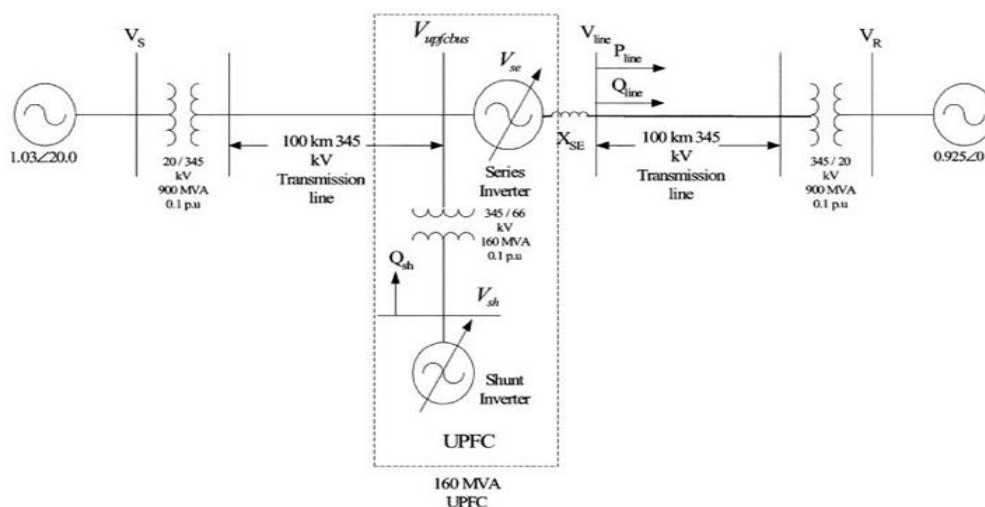 V_S
V_upfcbus
V_se
V_line
P_line
Q_line
V_R
1.03∠20.0
20 / 345
kV
900 MVA
0.1 p.u
100 km 345
kV
Transmission
line
Series
Inverter
X_SE
100 km 345
kV
Transmission
line
345 / 20
kV
900 MVA
0.1 p.u
0.925∠0
345 / 66
kV
160 MVA
0.1 p.u
Q_sh
V_sh
Shunt
Inverter
UPFC
160 MVA
UPFC